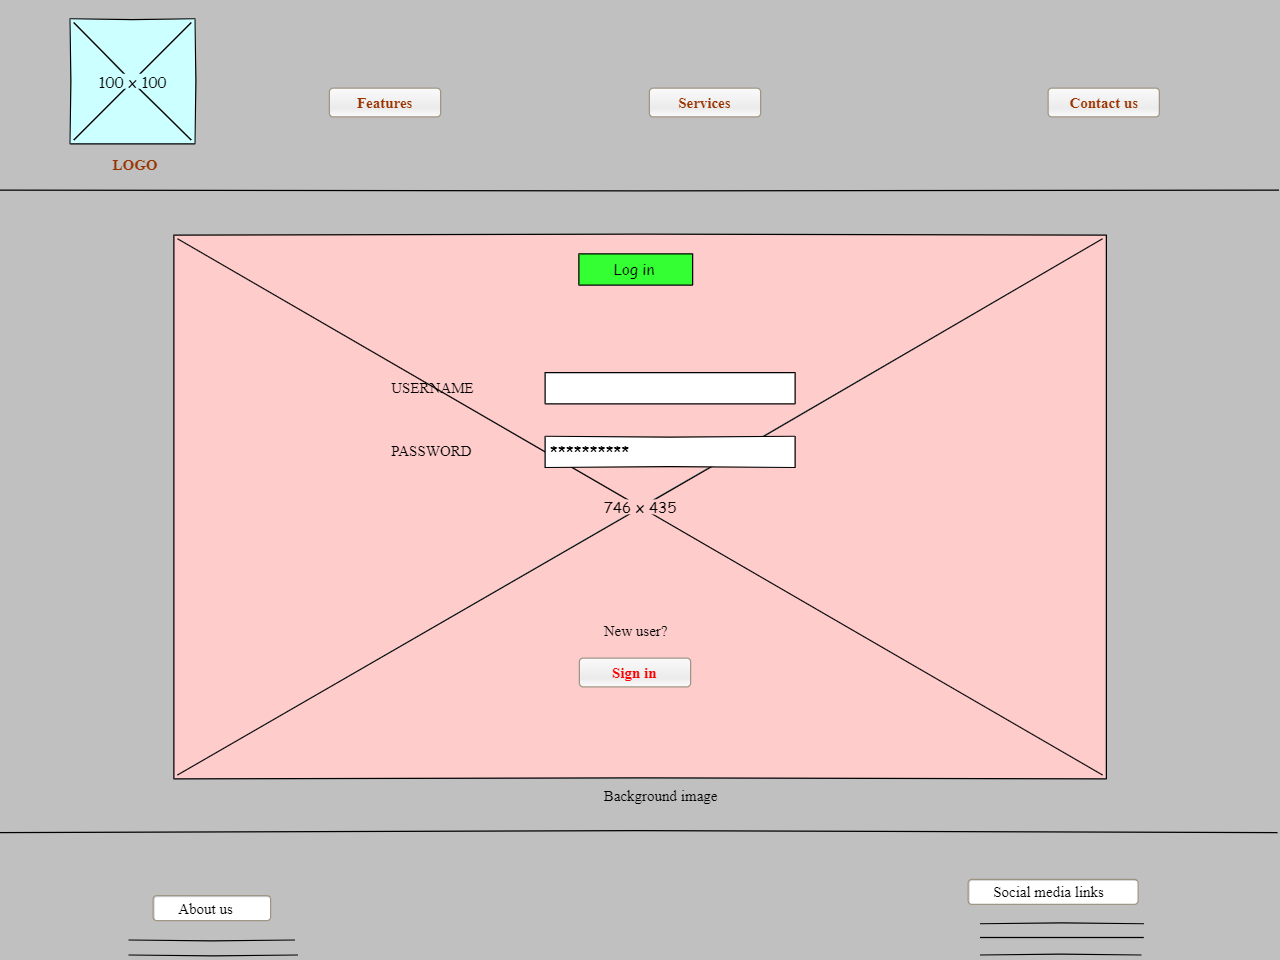 100 x 100
LOGO
Features
Services
Contact us
Log in
USERNAME
PASSWORD
**********
746 x 435
New user?
Sign in
Background image
About us
Social media links